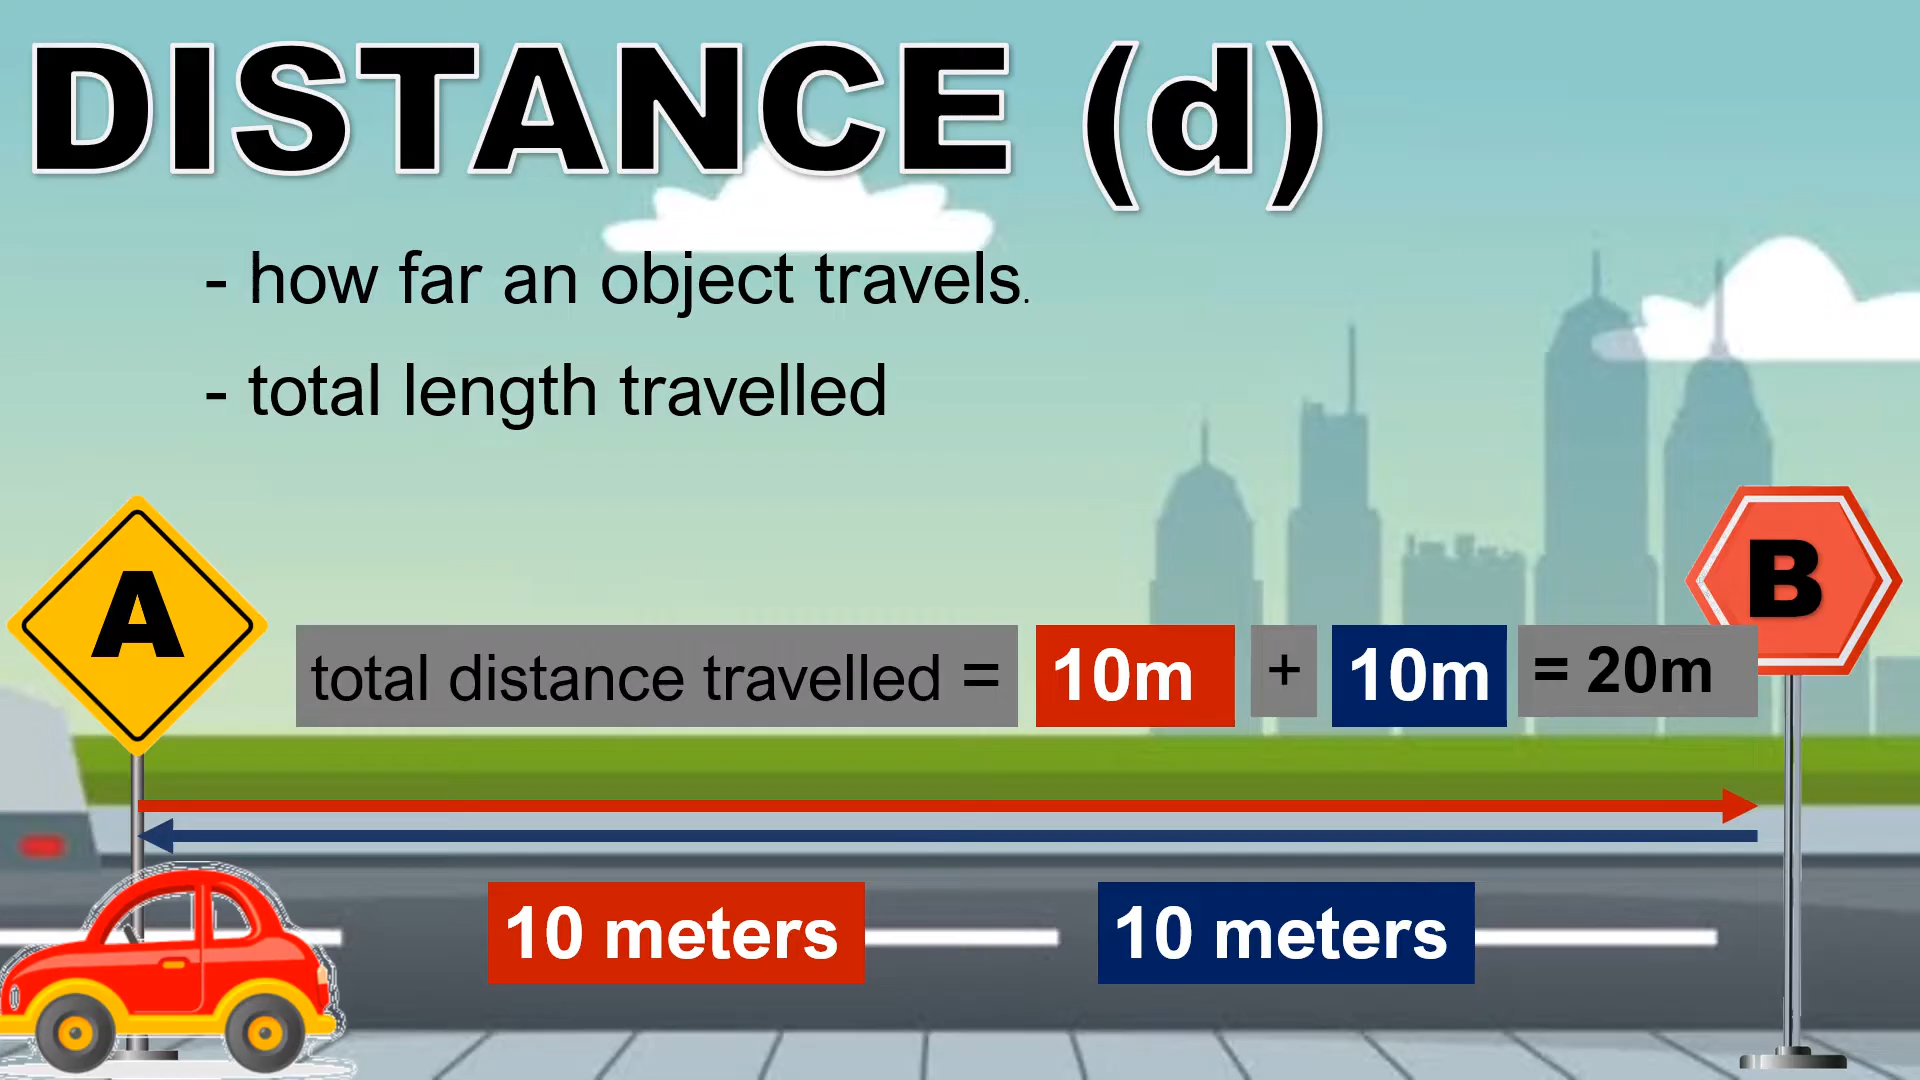 DISTANCE (d)
- how far an object travels.
- total length travelled
A
B
total distance travelled = 10m + 10m = 20m
10 meters 10 meters